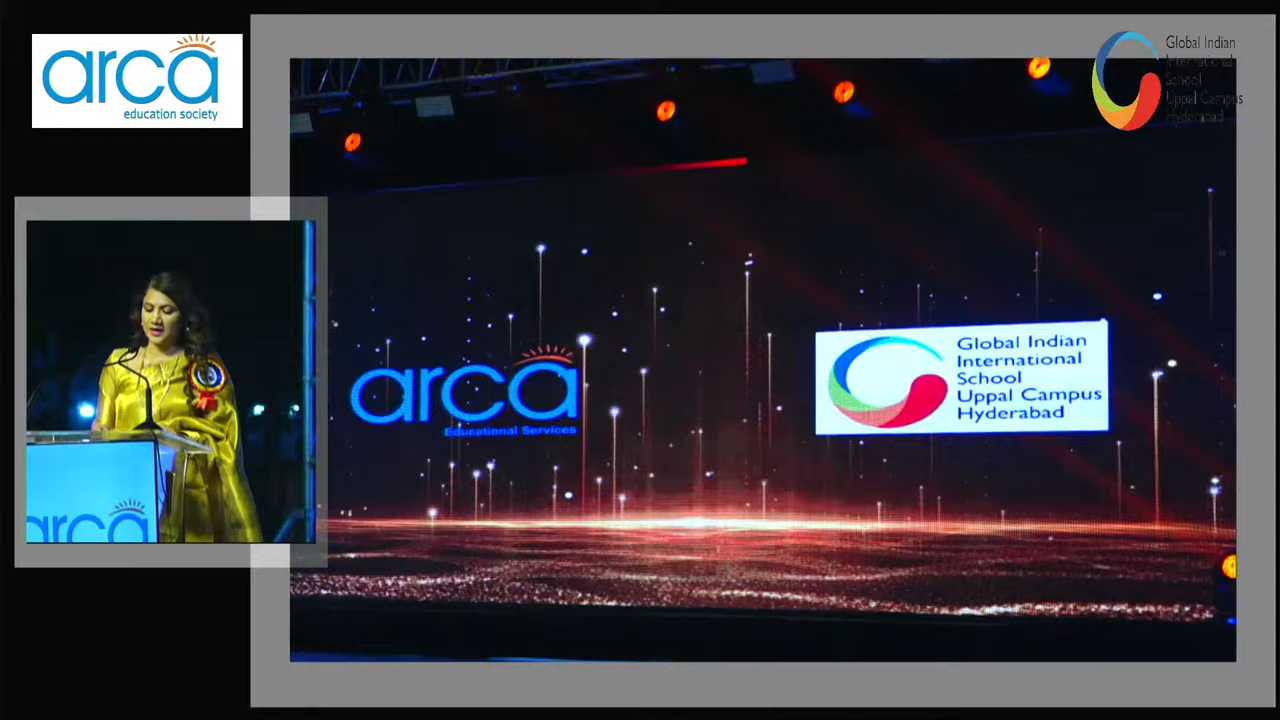 arca
education society
Global Indian
International
School
Uppal Campus
Hyderabad
arca
Educational Services
Global Indian
International
School
Uppal Campus
Hyderabad
arca